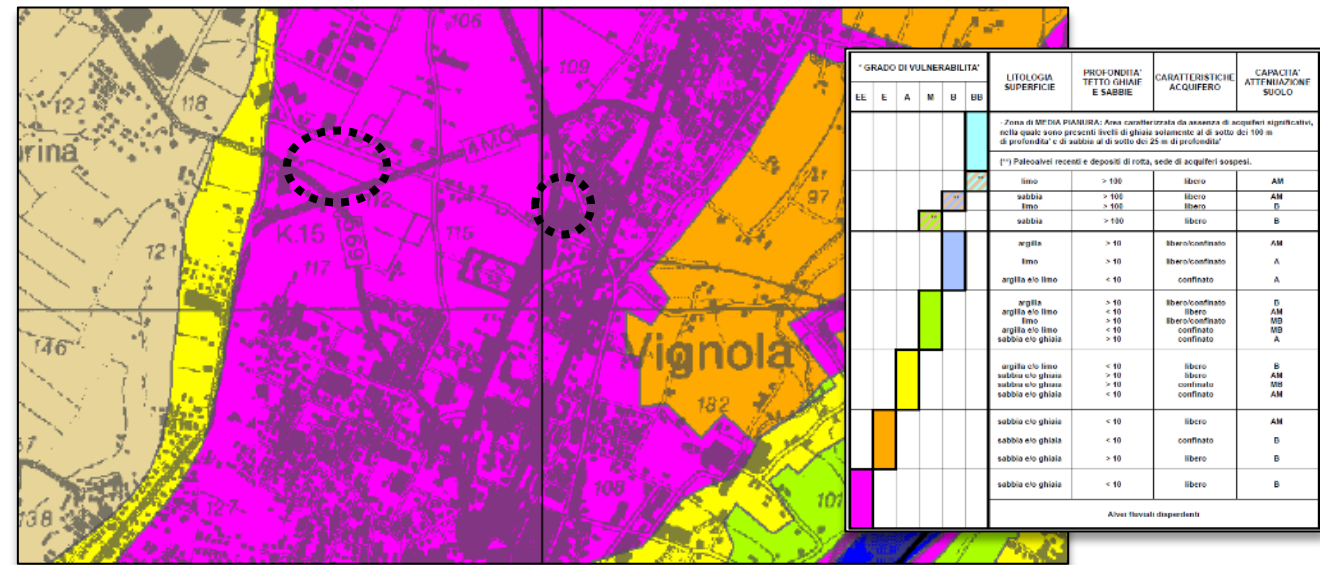 106
109
122
118
rina
4.MO
97
112
117
K.15
569
116
121
117
146
Vignola
182
108
101
127
138
* GRADO DI VULNERABILITA'
EE E A M B BB
LITOLOGIA SUPERFICIE
PROFONDITA' TETTO GHIAIE E SABBIE
CARATTERISTICHE ACQUIFERO
CAPACITA' ATTENUAZIONE SUOLO
- Zona di MEDIA PIANURA: Area caratterizzata da assenza di acquiferi significativi,
nella quale sono presenti livelli di ghiaia solamente al di sotto dei 100 m
di profondita' e di sabbia al di sotto dei 25 m di profondita'
(**) Paleoalvei recenti e depositi di rotta, sede di acquiferi sospesi.
limo > 100 libero AM
sabbia > 100 libero AM
limo > 100 libero B
sabbia > 100 libero B
argilla > 10 libero/confinato AM
limo > 10 libero/confinato A
argilla e/o limo < 10 confinato A
argilla > 10 libero/confinato B
argilla e/o limo < 10 libero AM
limo > 10 libero/confinato MB
argilla e/o limo < 10 confinato MB
sabbia e/o ghiaia > 10 confinato A
argilla e/o limo < 10 libero B
sabbia e/o ghiaia > 10 libero AM
sabbia e/o ghiaia > 10 confinato MB
sabbia e/o ghiaia < 10 confinato AM
sabbia e/o ghiaia < 10 libero AM
sabbia e/o ghiaia < 10 confinato B
sabbia e/o ghiaia > 10 libero B
sabbia e/o ghiaia < 10 libero B
Alvei fluviali disperdenti